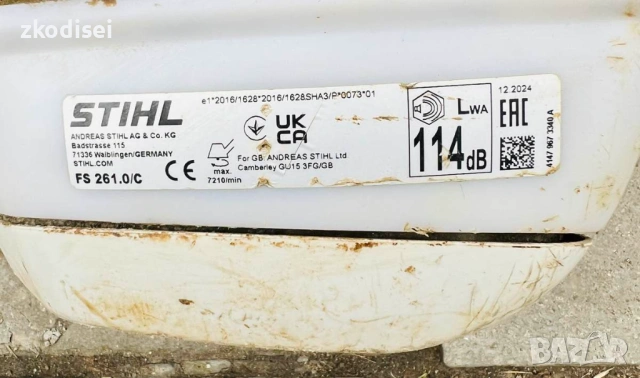 zkodisei
e1*2016/1628*2016/1628SHA3/P*0073*01
STIHL
ANDREAS STIHL AG & Co. KG
Badstrasse 115
71336 Waiblingen/GERMANY
STIHL.COM
FS 261.0/C
CE
max.
7210/min
UK
CA
For GB: ANDREAS STIHL Ltd
Camberley GU15 3FG/GB
LWA
114dB
12.2024
EAC
4147 967 3340 A
BAZAR